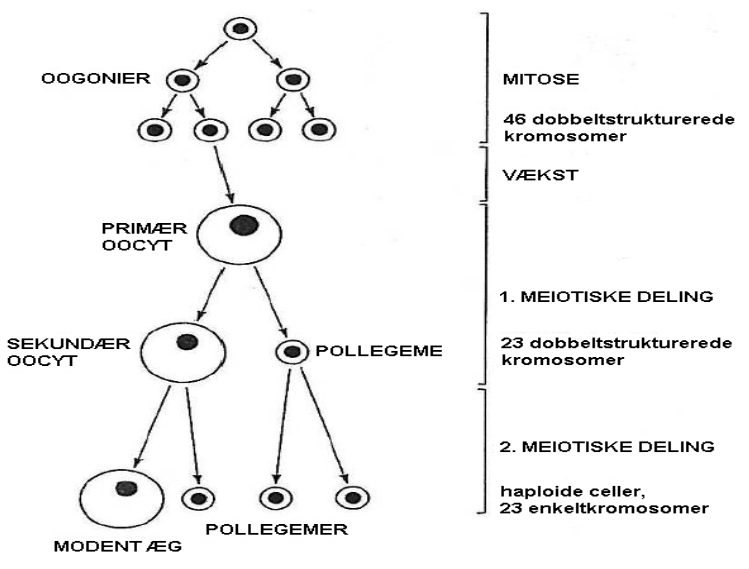 OOGONIER
MITOSE
46 dobbeltstrukturerede
kromosomer
VÆKST
PRIMÆR
OOCYT
1. MEIOTISKE DELING
SEKUNDÆR
OOCYT
POLLEGEME
23 dobbeltstrukturerede
kromosomer
2. MEIOTISKE DELING
haploide celler,
23 enkeltkromosomer
POLLEGEMER
MODENT ÆG